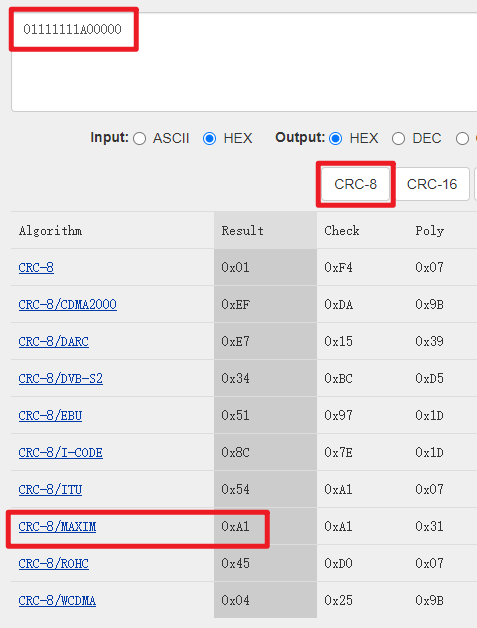 01111111A00000
Input: ASCII HEX Output: HEX DEC
CRC-8 CRC-16
Algorithm Result Check Poly
CRC-8 0x01 0xF4 0x07
CRC-8/CDMA2000 0xEF 0xDA 0x9B
CRC-8/DARC 0xE7 0x15 0x39
CRC-8/DVB-S2 0x34 0xBC 0xD5
CRC-8/EBU 0x51 0x97 0x1D
CRC-8/I-CODE 0x8C 0x7E 0x1D
CRC-8/ITU 0x54 0xA1 0x07
CRC-8/MAXIM 0xA1 0xA1 0x31
CRC-8/ROHC 0x45 0xD0 0x07
CRC-8/WCDMA 0x04 0x25 0x9B